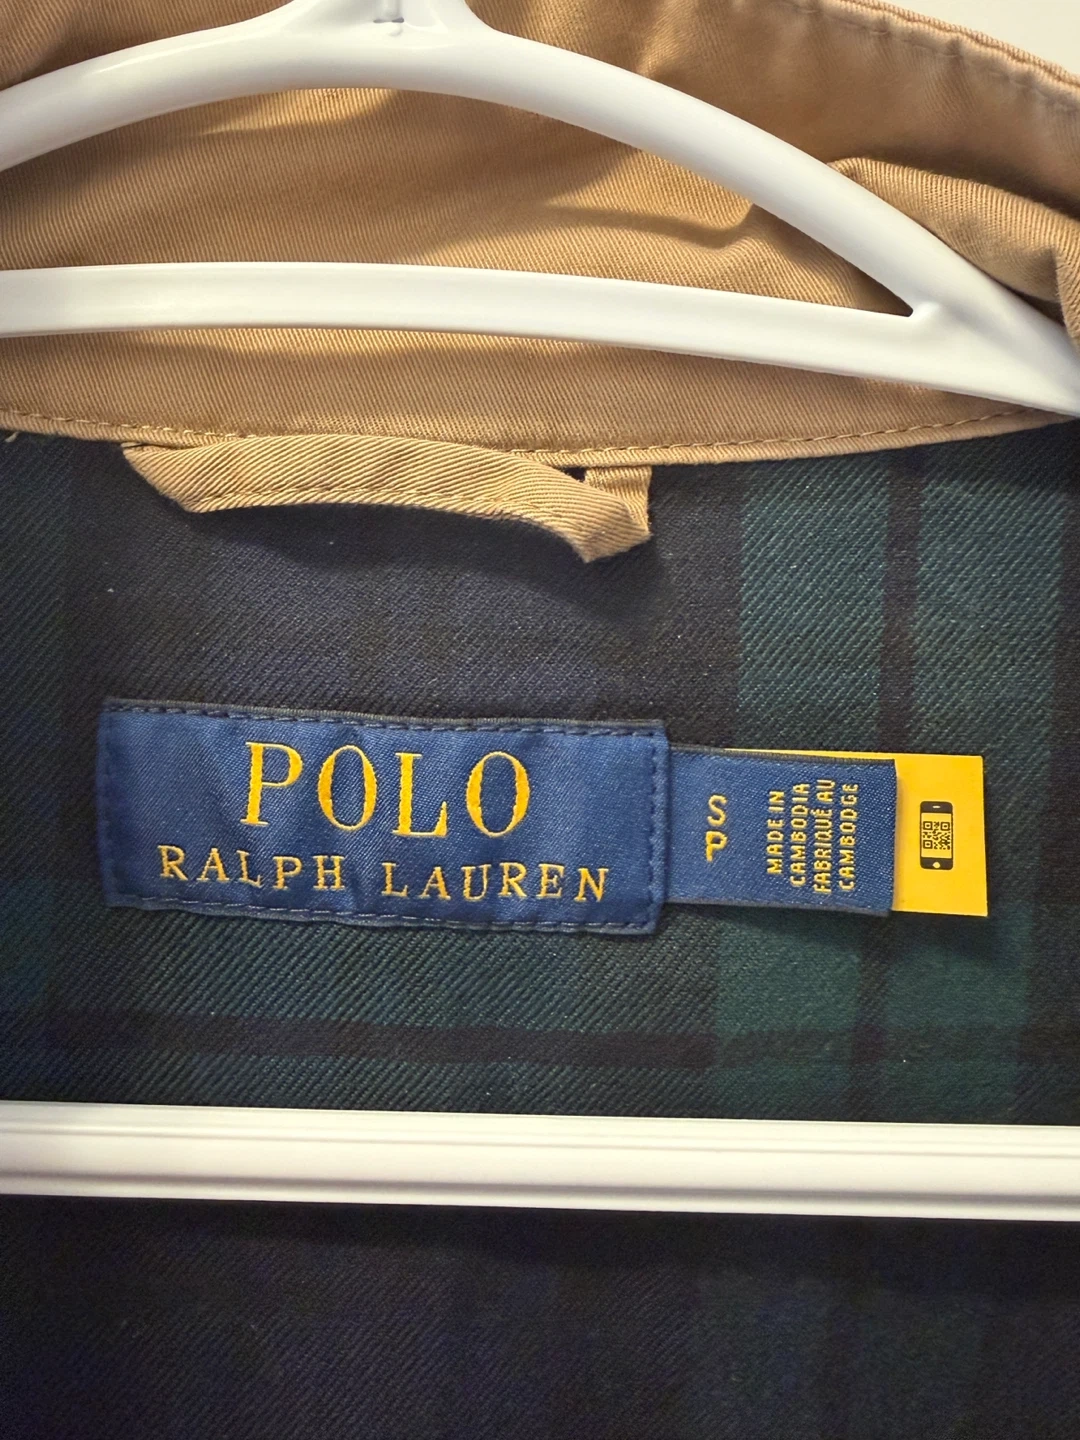 POLO
RALPH LAUREN
S
P
MADE IN
CAMBODIA
FABRIQUÉ AU
CAMBODGE